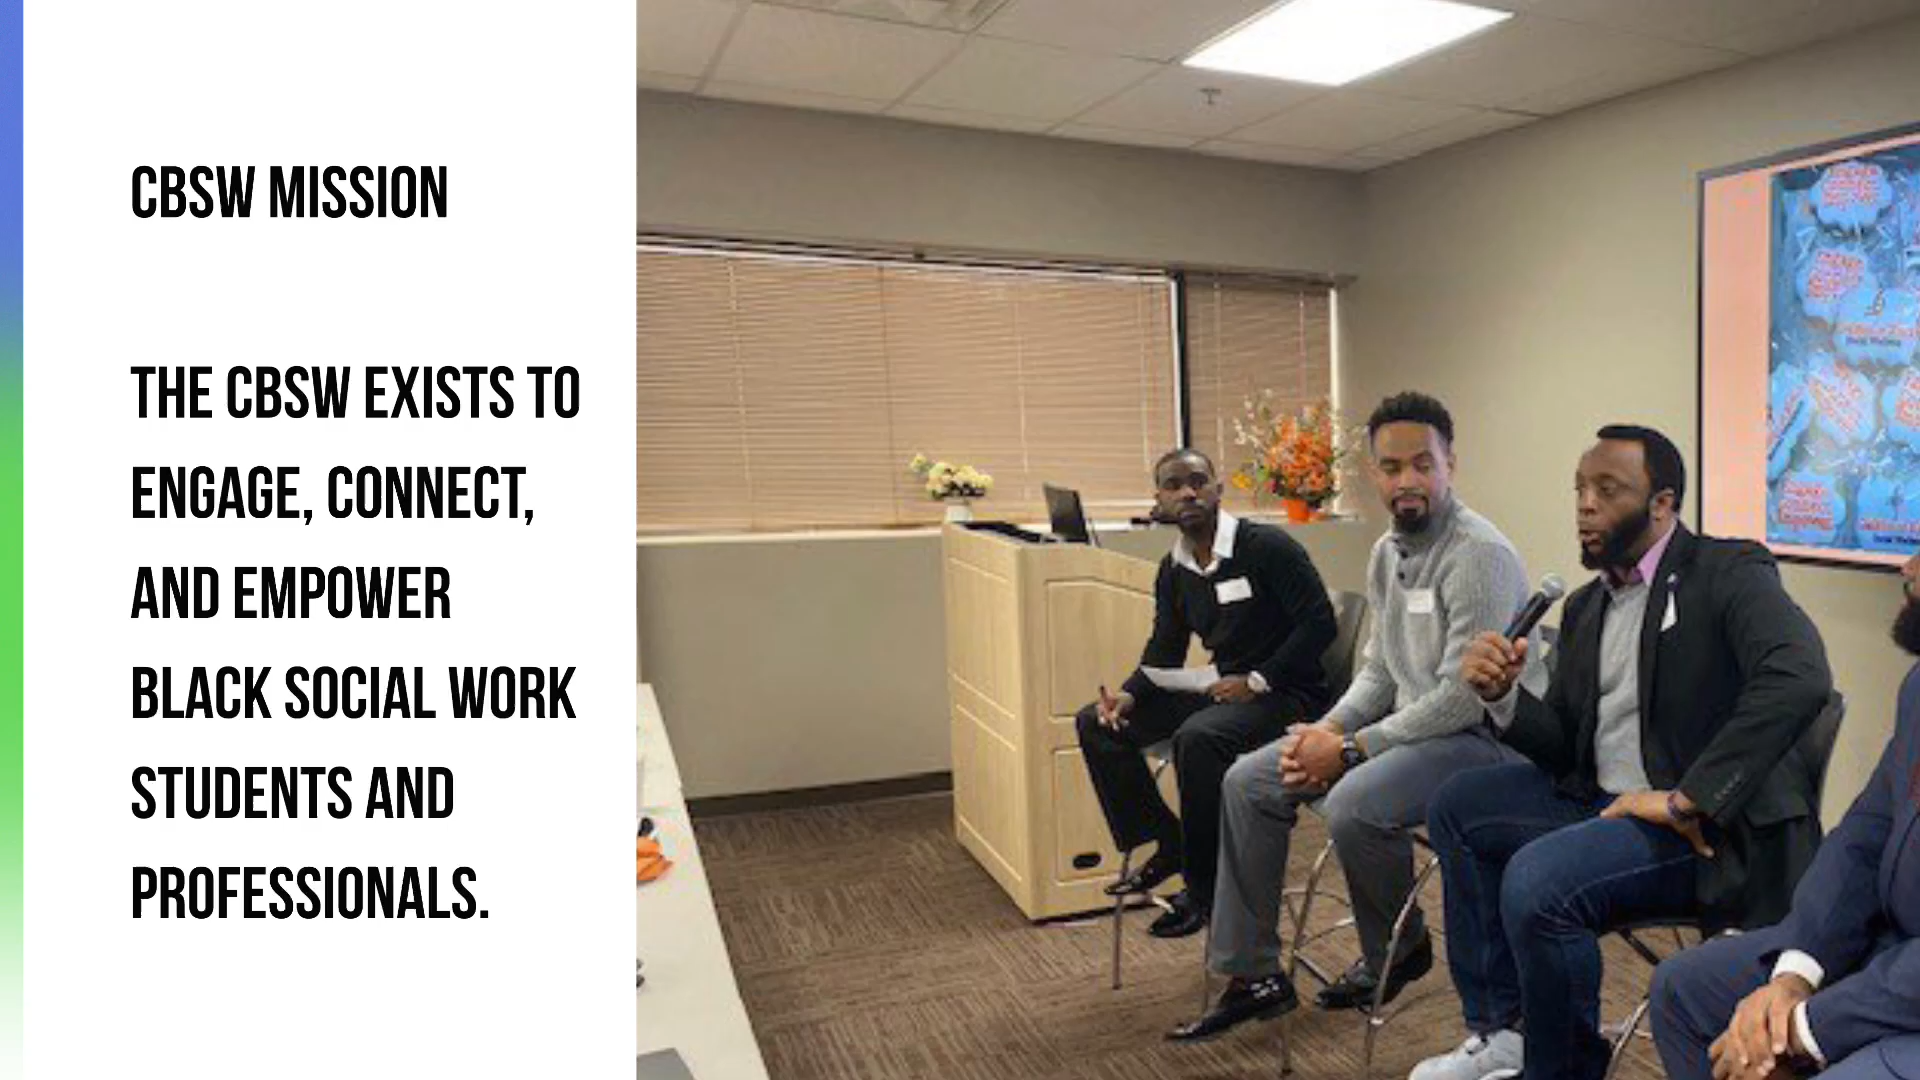 CBSW MISSION
THE CBSW EXISTS TO
ENGAGE, CONNECT,
AND EMPOWER
BLACK SOCIAL WORK
STUDENTS AND
PROFESSIONALS.